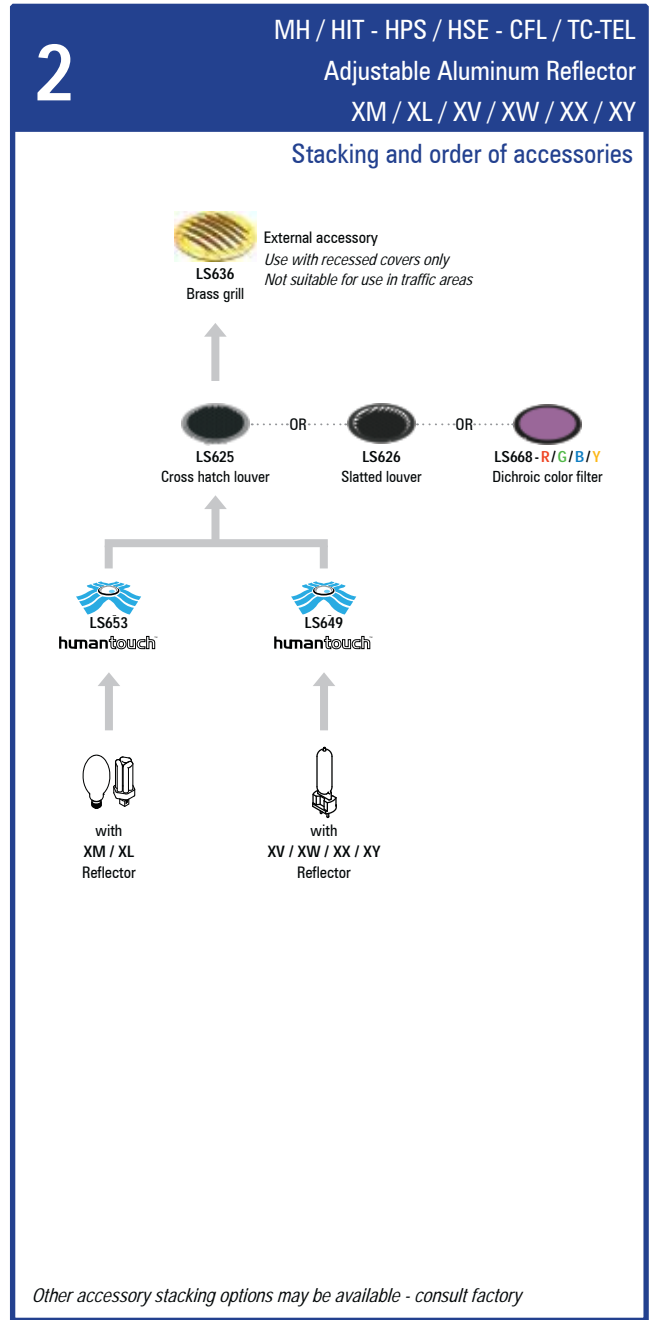 2
MH / HIT - HPS / HSE - CFL / TC-TEL
Adjustable Aluminum Reflector
XM / XL / XV / XW / XX / XY
Stacking and order of accessories
External accessory
Use with recessed covers only
Not suitable for use in traffic areas
LS636
Brass grill
OR
OR
LS625
Cross hatch louver
LS626
Slatted louver
LS668-R/G/B/Y
Dichroic color filter
LS653
humantouch™
LS649
humantouch™
with
XM / XL
Reflector
with
XV / XW / XX / XY
Reflector
Other accessory stacking options may be available - consult factory